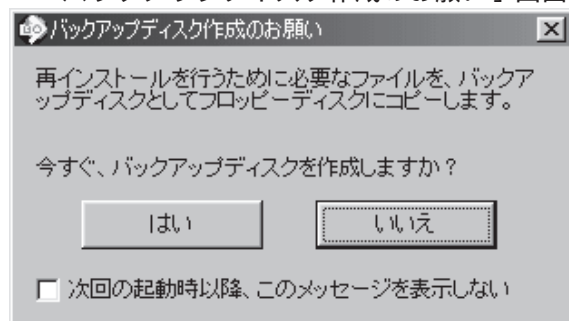 バックアップディスク作成のお願い
再インストールを行うために必要なファイルを、バックア
ップディスクとしてフロッピーディスクにコピーします。
今すぐ、バックアップディスクを作成しますか？
はい
いいえ
次回の起動時以降、このメッセージを表示しない